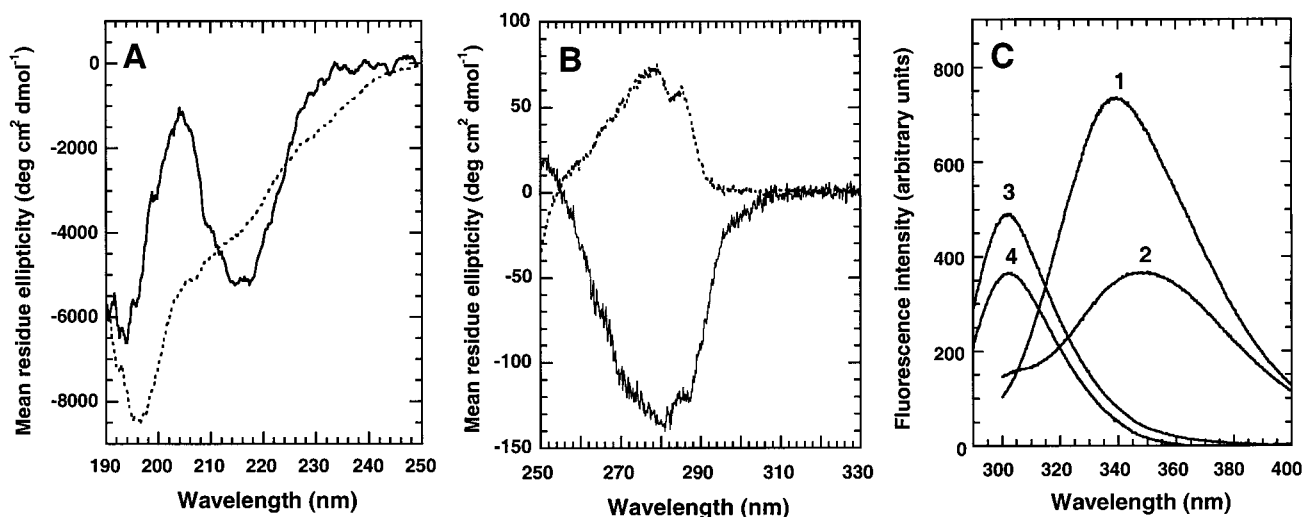 A
Mean residue ellipticity (deg cm² dmol⁻¹)
0
-2000
-4000
-6000
-8000
190 200 210 220 230 240 250
Wavelength (nm)
B
Mean residue ellipticity (deg cm² dmol⁻¹)
100
50
0
-50
-100
-150
250 270 290 310 330
Wavelength (nm)
C
Fluorescence intensity (arbitrary units)
800
600
400
200
0
1
3
2
4
300 320 340 360 380 400
Wavelength (nm)